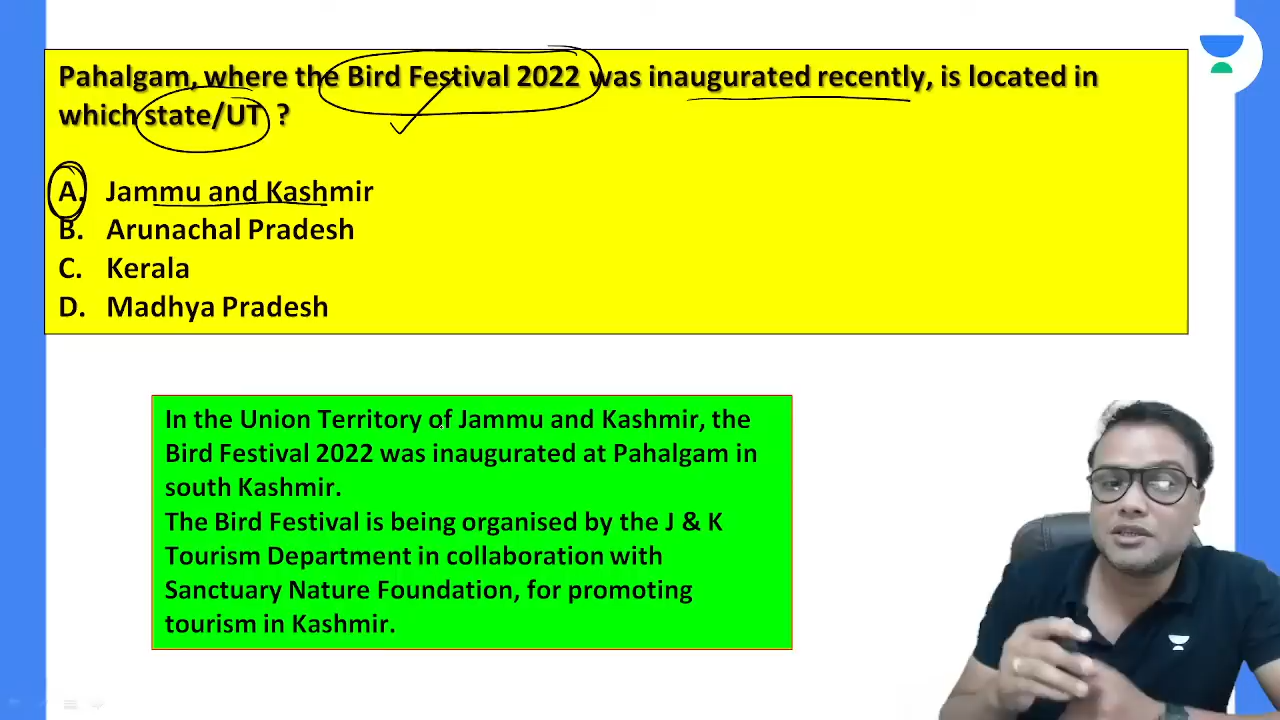 Pahalgam, where the Bird Festival 2022 was inaugurated recently, is located in
which state/UT ?
A. Jammu and Kashmir
B. Arunachal Pradesh
C. Kerala
D. Madhya Pradesh
In the Union Territory of Jammu and Kashmir, the
Bird Festival 2022 was inaugurated at Pahalgam in
south Kashmir.
The Bird Festival is being organised by the J & K
Tourism Department in collaboration with
Sanctuary Nature Foundation, for promoting
tourism in Kashmir.